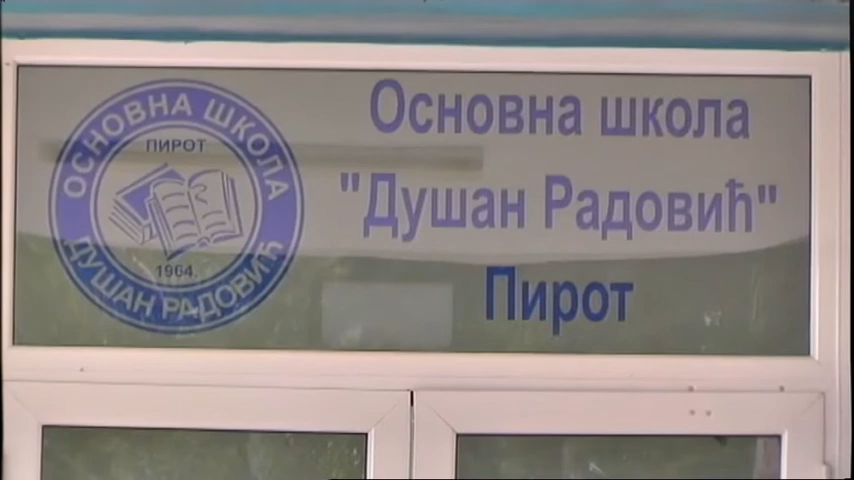 ОСНОВНА ШКОЛА
ПИРОТ
1964.
ДУШАН РАДОВИЋ
Основна школа
"Душан Радовић"
Пирот